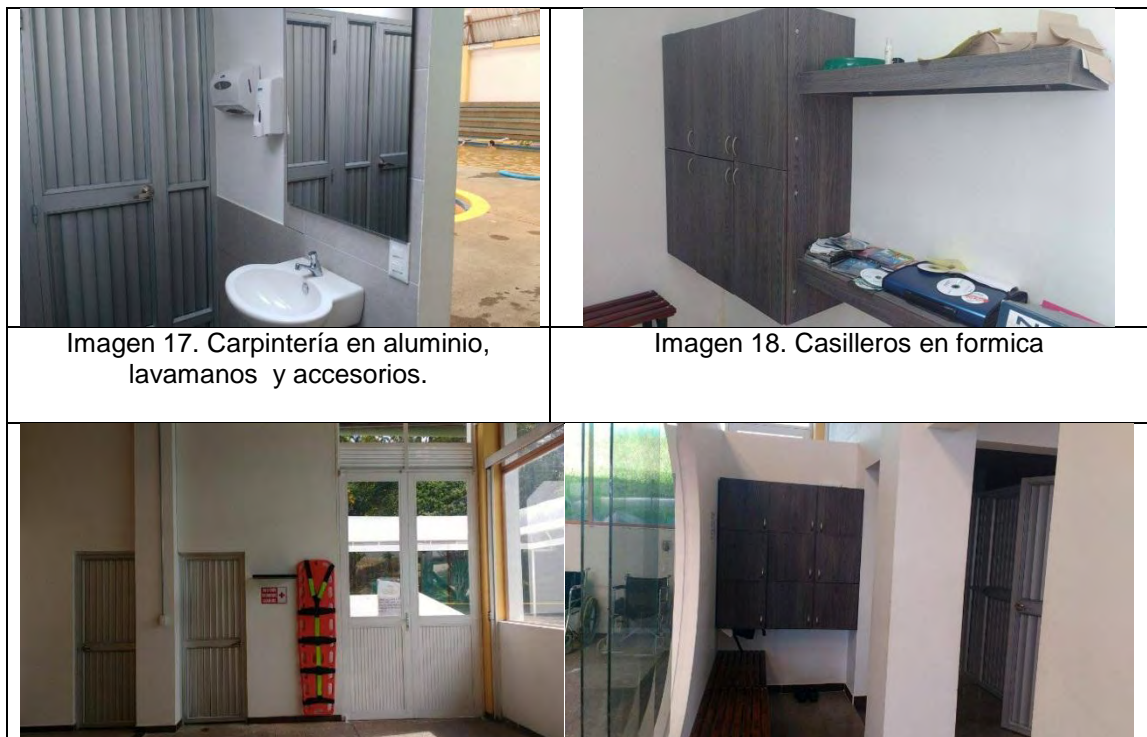 Imagen 17. Carpintería en aluminio,
lavamanos  y accesorios.
Imagen 18. Casilleros en formica